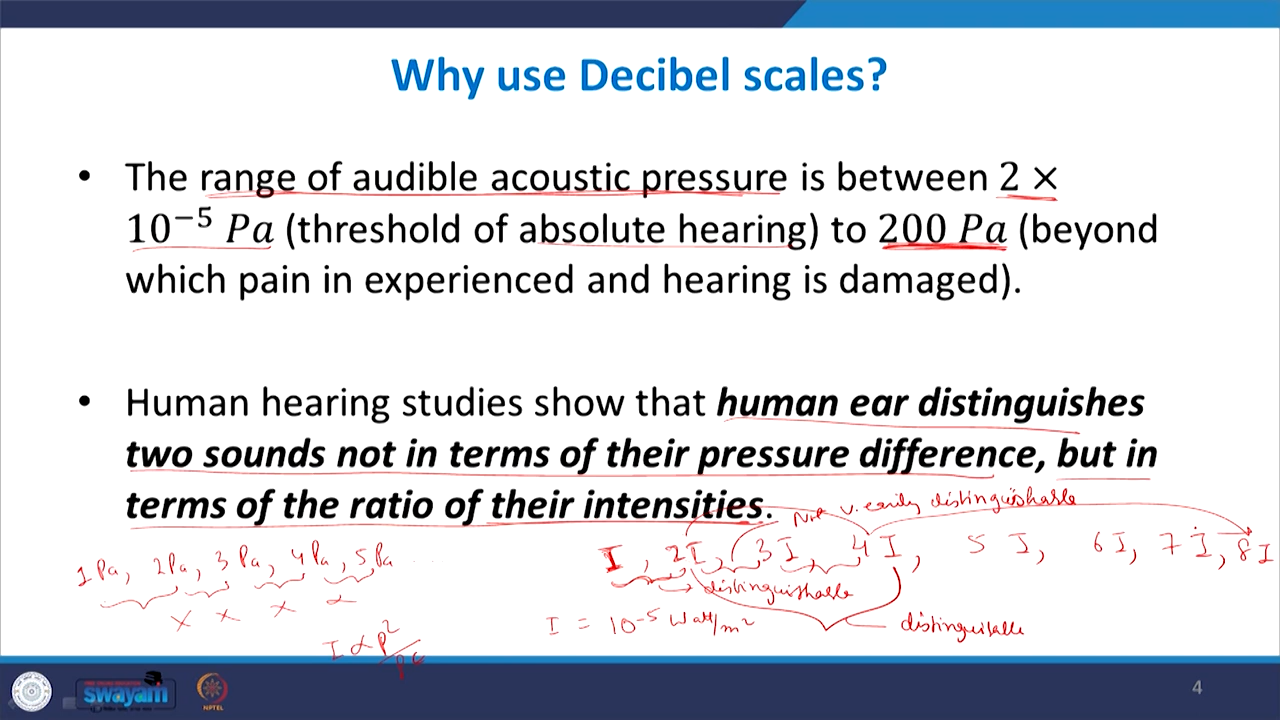 Why use Decibel scales?
• The range of audible acoustic pressure is between 2 ×
10⁻⁵ Pa (threshold of absolute hearing) to 200 Pa (beyond
which pain in experienced and hearing is damaged).
• Human hearing studies show that human ear distinguishes
two sounds not in terms of their pressure difference, but in
terms of the ratio of their intensities.
Not v. easily distinguishable
1 Pa, 2Pa, 3 Pa, 4 Pa, 5 Pa ...
I, 2I, 3I, 4I, 5I, 6I, 7I, 8I
distinguishable
× × × ×
I = 10⁻⁵ Watt/m²
distinguishable
I ∝ P²/ρc
swayam
NPTEL
4